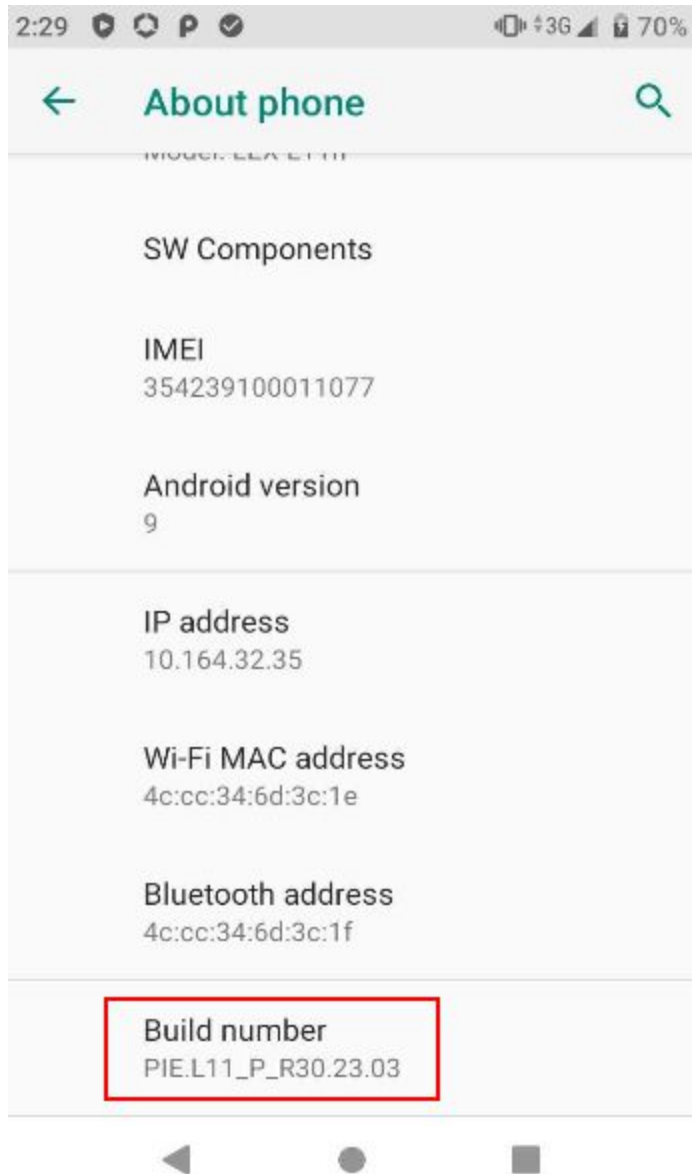 2:29 3G 70%
About phone
SW Components
IMEI
354239100011077
Android version
9
IP address
10.164.32.35
Wi-Fi MAC address
4c:cc:34:6d:3c:1e
Bluetooth address
4c:cc:34:6d:3c:1f
Build number
PIE.L11_P_R30.23.03